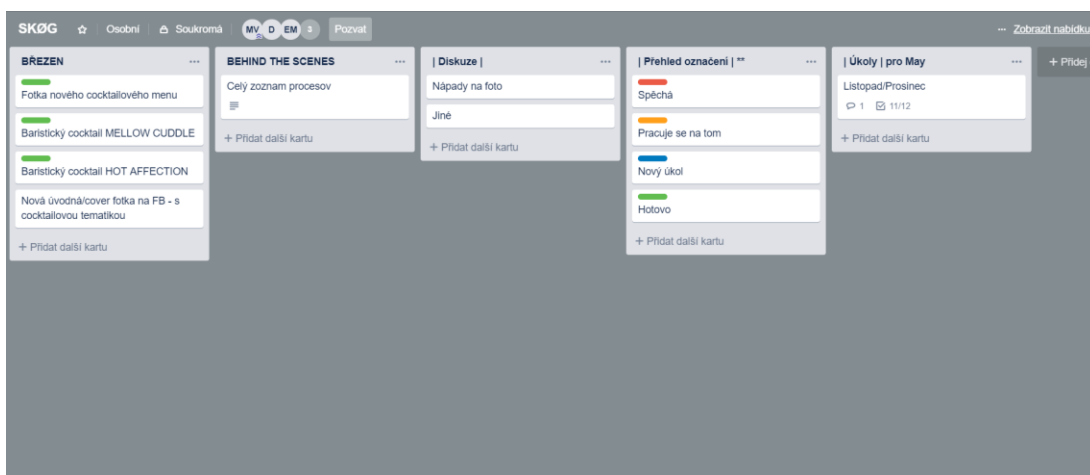 SKØG
Osobní
Soukromá
MV
D
EM
Pozvat
Zobrazit nabídku
BŘEZEN
Fotka nového cocktailového menu
Baristický cocktail MELLOW CUDDLE
Baristický cocktail HOT AFFECTION
Nová úvodná/cover fotka na FB - s
cocktailovou tematikou
+ Přidat další kartu
BEHIND THE SCENES
Celý zoznam procesov
+ Přidat další kartu
| Diskuze |
Nápady na foto
Jiné
+ Přidat další kartu
| Přehled označení | **
Spěchá
Pracuje se na tom
Nový úkol
Hotovo
+ Přidat další kartu
| Úkoly | pro May
Listopad/Prosinec
1 11/12
+ Přidat další kartu
+ Přidej